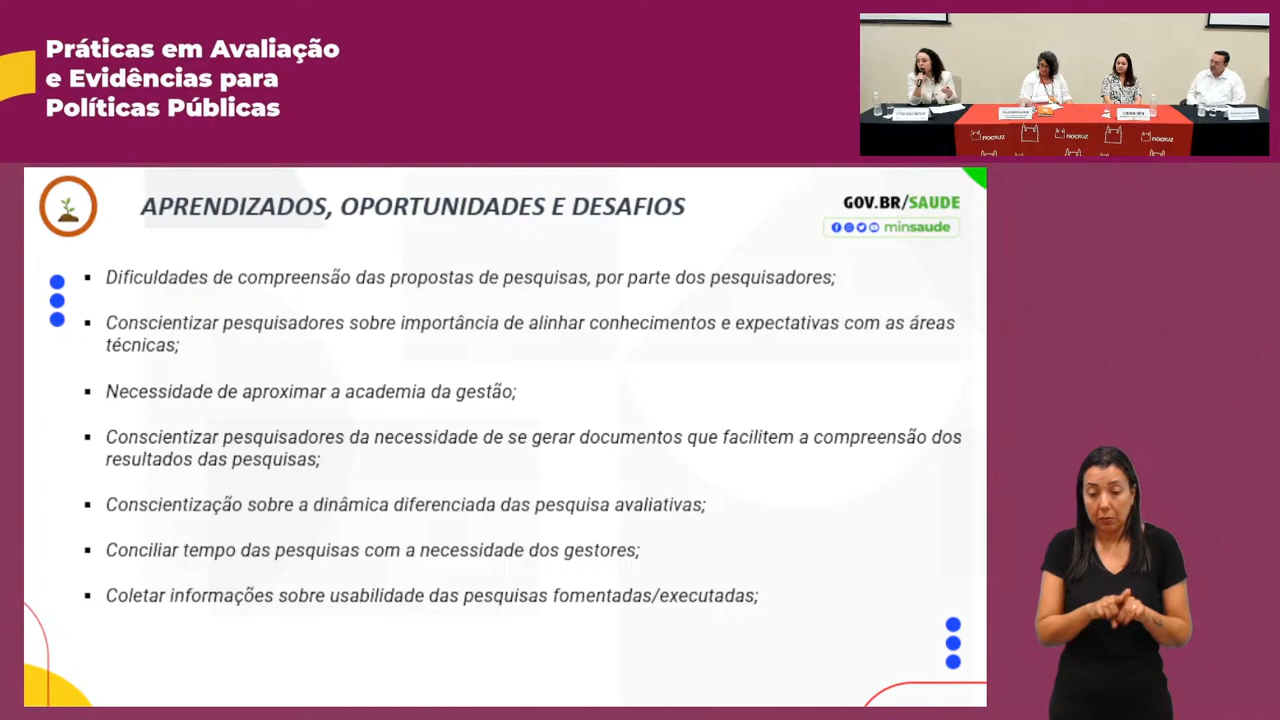 Práticas em Avaliação
e Evidências para
Políticas Públicas
FIOCRUZ
FIOCRUZ
FIOCRUZ
APRENDIZADOS, OPORTUNIDADES E DESAFIOS
GOV.BR/SAUDE
minsaude
▪ Dificuldades de compreensão das propostas de pesquisas, por parte dos pesquisadores;
▪ Conscientizar pesquisadores sobre importância de alinhar conhecimentos e expectativas com as áreas
técnicas;
▪ Necessidade de aproximar a academia da gestão;
▪ Conscientizar pesquisadores da necessidade de se gerar documentos que facilitem a compreensão dos
resultados das pesquisas;
▪ Conscientização sobre a dinâmica diferenciada das pesquisa avaliativas;
▪ Conciliar tempo das pesquisas com a necessidade dos gestores;
▪ Coletar informações sobre usabilidade das pesquisas fomentadas/executadas;